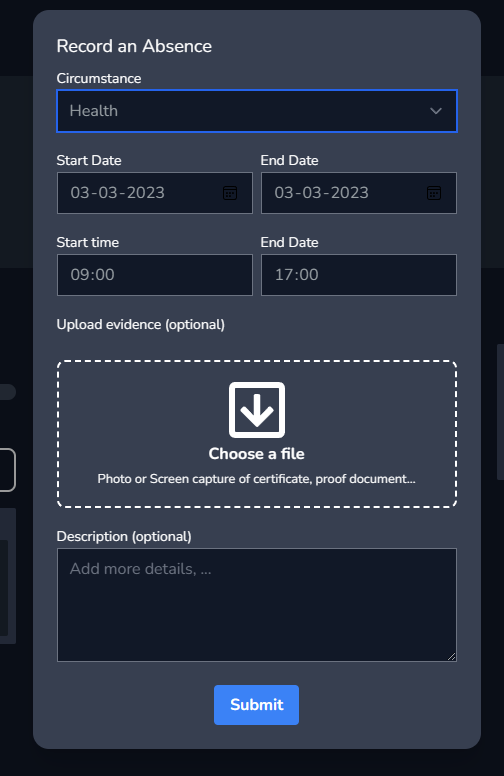 Record an Absence
Circumstance
Health
Start Date End Date
03-03-2023 03-03-2023
Start time End Date
09:00 17:00
Upload evidence (optional)
Choose a file
Photo or Screen capture of certificate, proof document...
Description (optional)
Add more details, ...
Submit